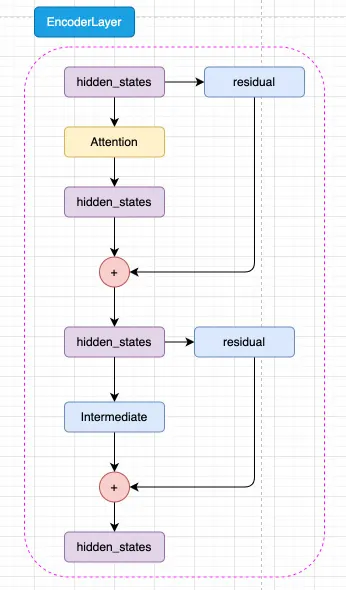 EncoderLayer
hidden_states
residual
Attention
hidden_states
+
hidden_states
residual
Intermediate
+
hidden_states